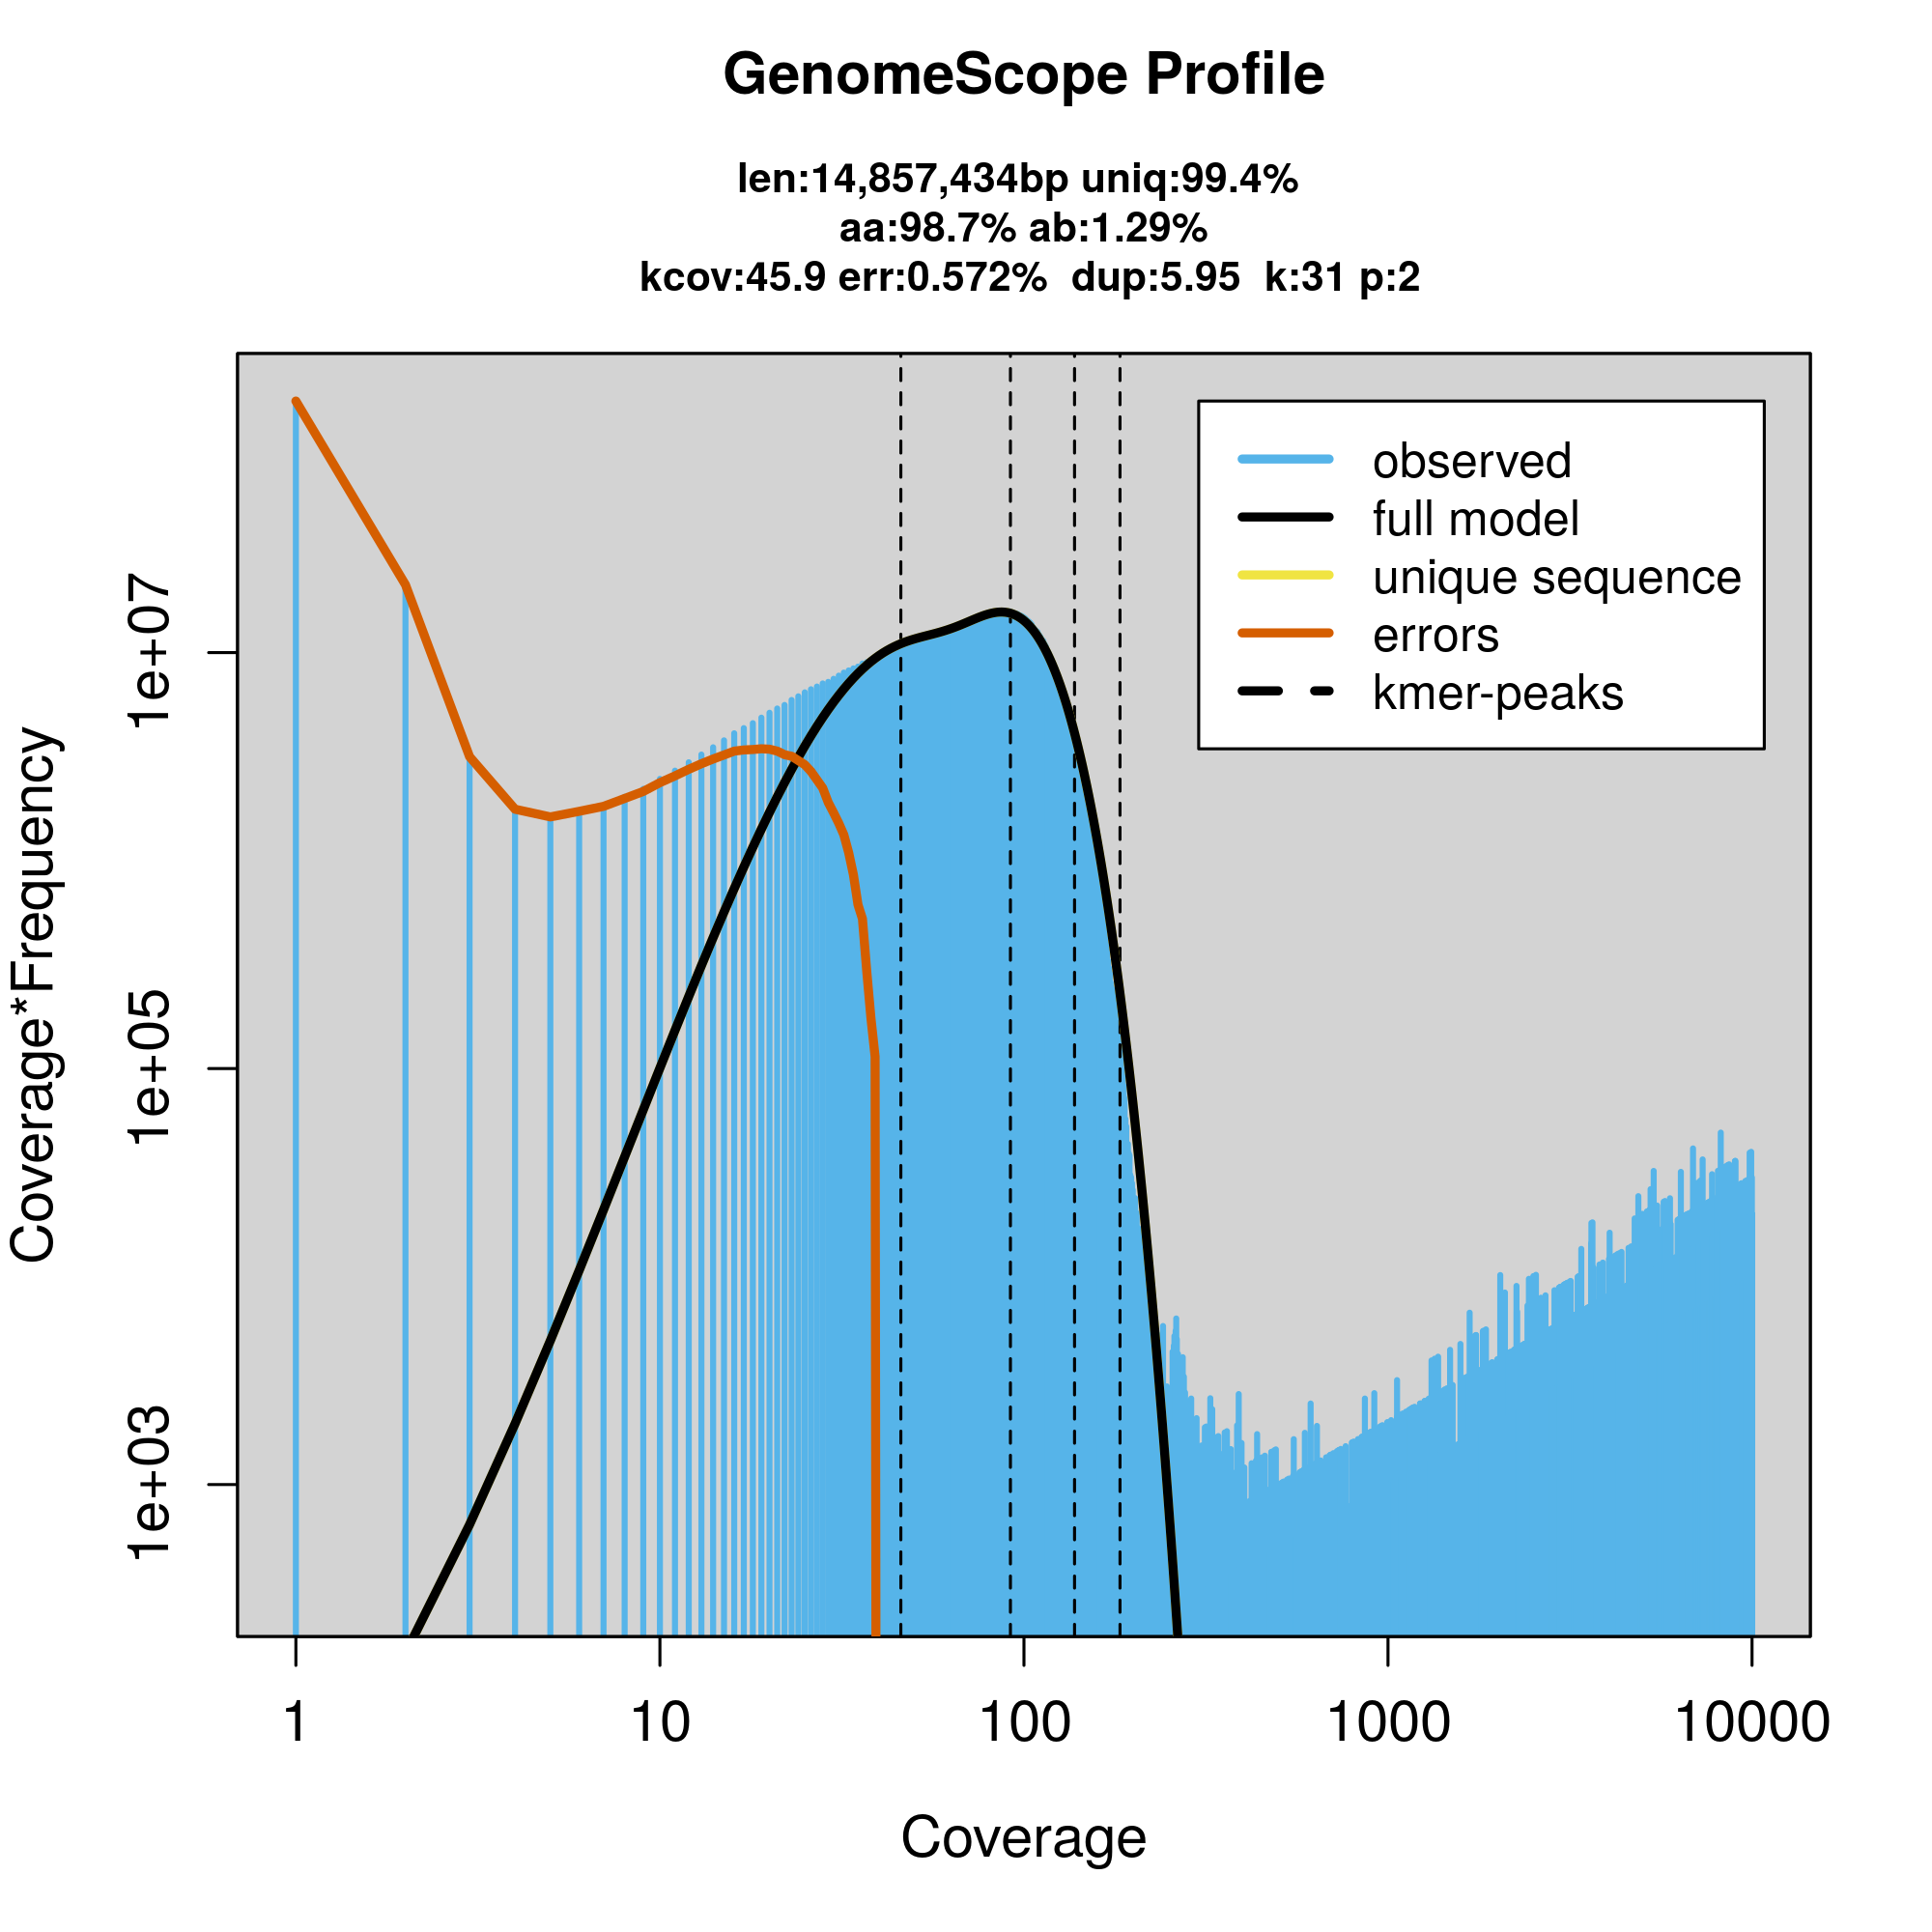 GenomeScope Profile
len:14,857,434bp uniq:99.4%
aa:98.7% ab:1.29%
kcov:45.9 err:0.572% dup:5.95 k:31 p:2
observed
full model
unique sequence
errors
kmer-peaks
Coverage*Frequency
1e+07
1e+05
1e+03
1 10 100 1000 10000
Coverage